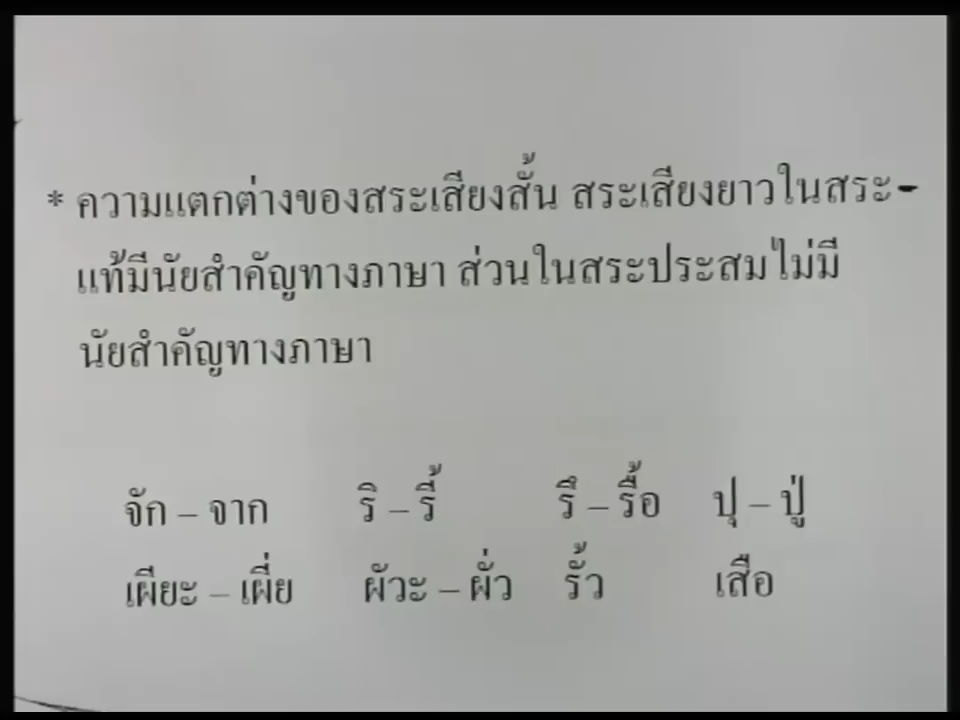 * ความแตกต่างของสระเสียงสั้น สระเสียงยาวในสระ-
แท้มีนัยสำคัญทางภาษา ส่วนในสระประสมไม่มี
นัยสำคัญทางภาษา
จัก – จาก ริ – รี้ รึ – รื้อ ปุ – ปู่
เผียะ – เผี่ย ผัวะ – ผั่ว รั้ว เสือ